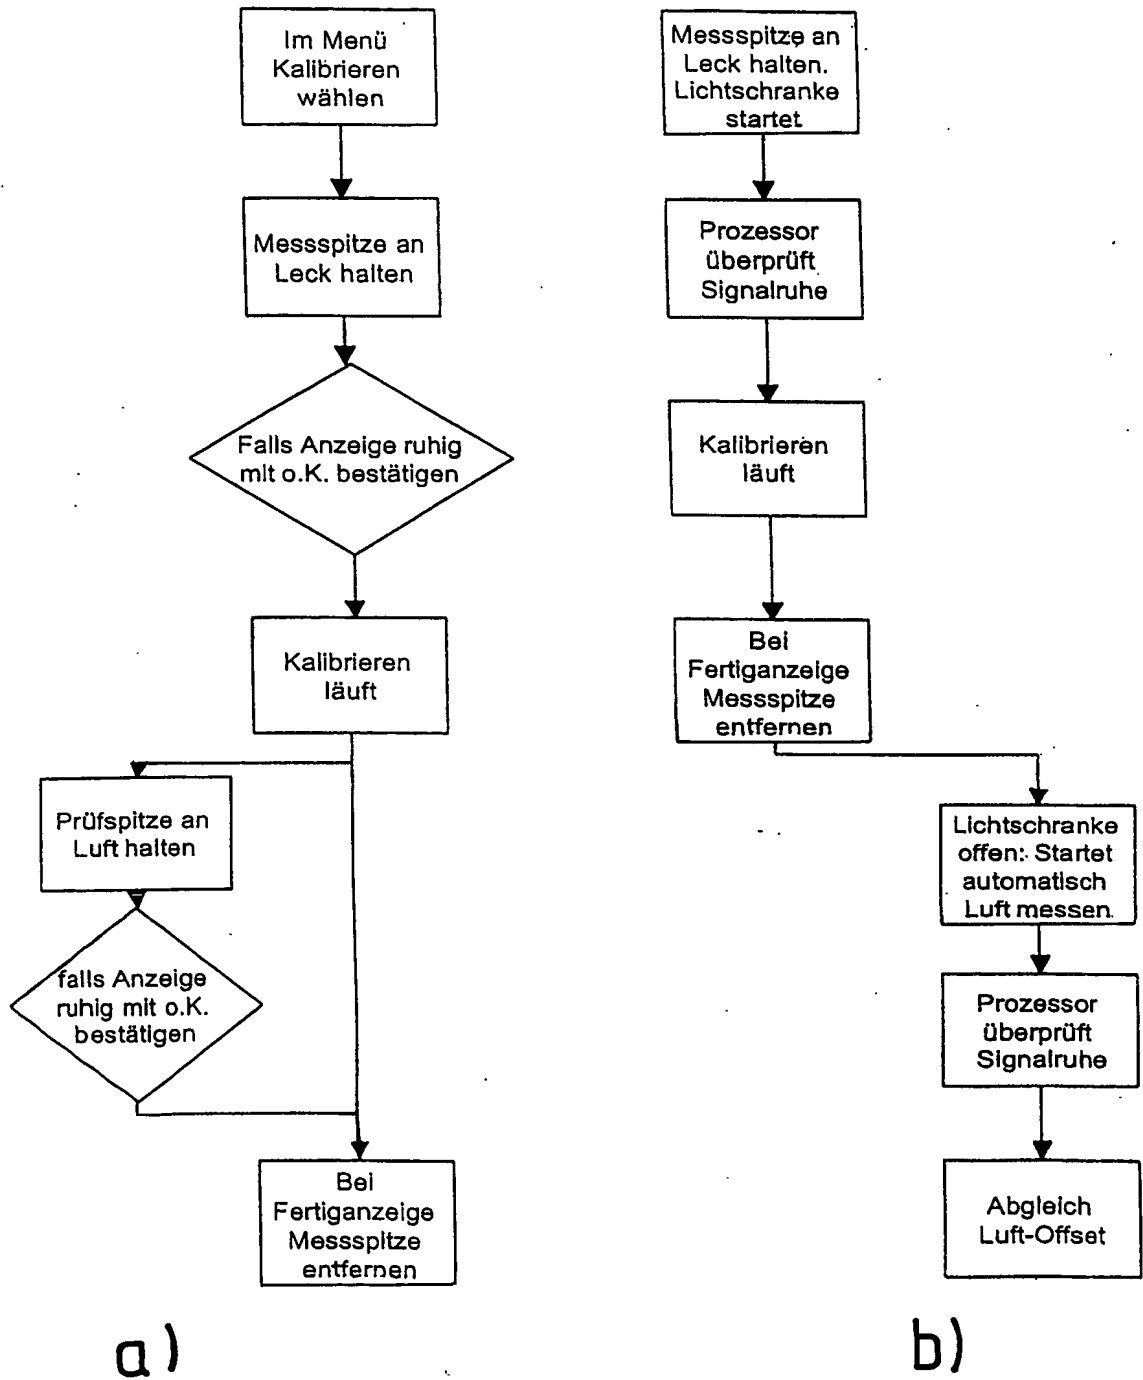 Im Menü
Kalibrieren
wählen
Messspitze an
Leck halten
Falls Anzeige ruhig
mit o.K. bestätigen
Kalibrieren
läuft
Prüfspitze an
Luft halten
falls Anzeige
ruhig mit o.K.
bestätigen
Bei
Fertiganzeige
Messspitze
entfernen
a)
Messspitze an
Leck halten.
Lichtschranke
startet
Prozessor
überprüft
Signalruhe
Kalibrieren
läuft
Bei
Fertiganzeige
Messspitze
entfernen
Lichtschranke
offen: Startet
automatisch
Luft messen
Prozessor
überprüft
Signalruhe
Abgleich
Luft-Offset
b)